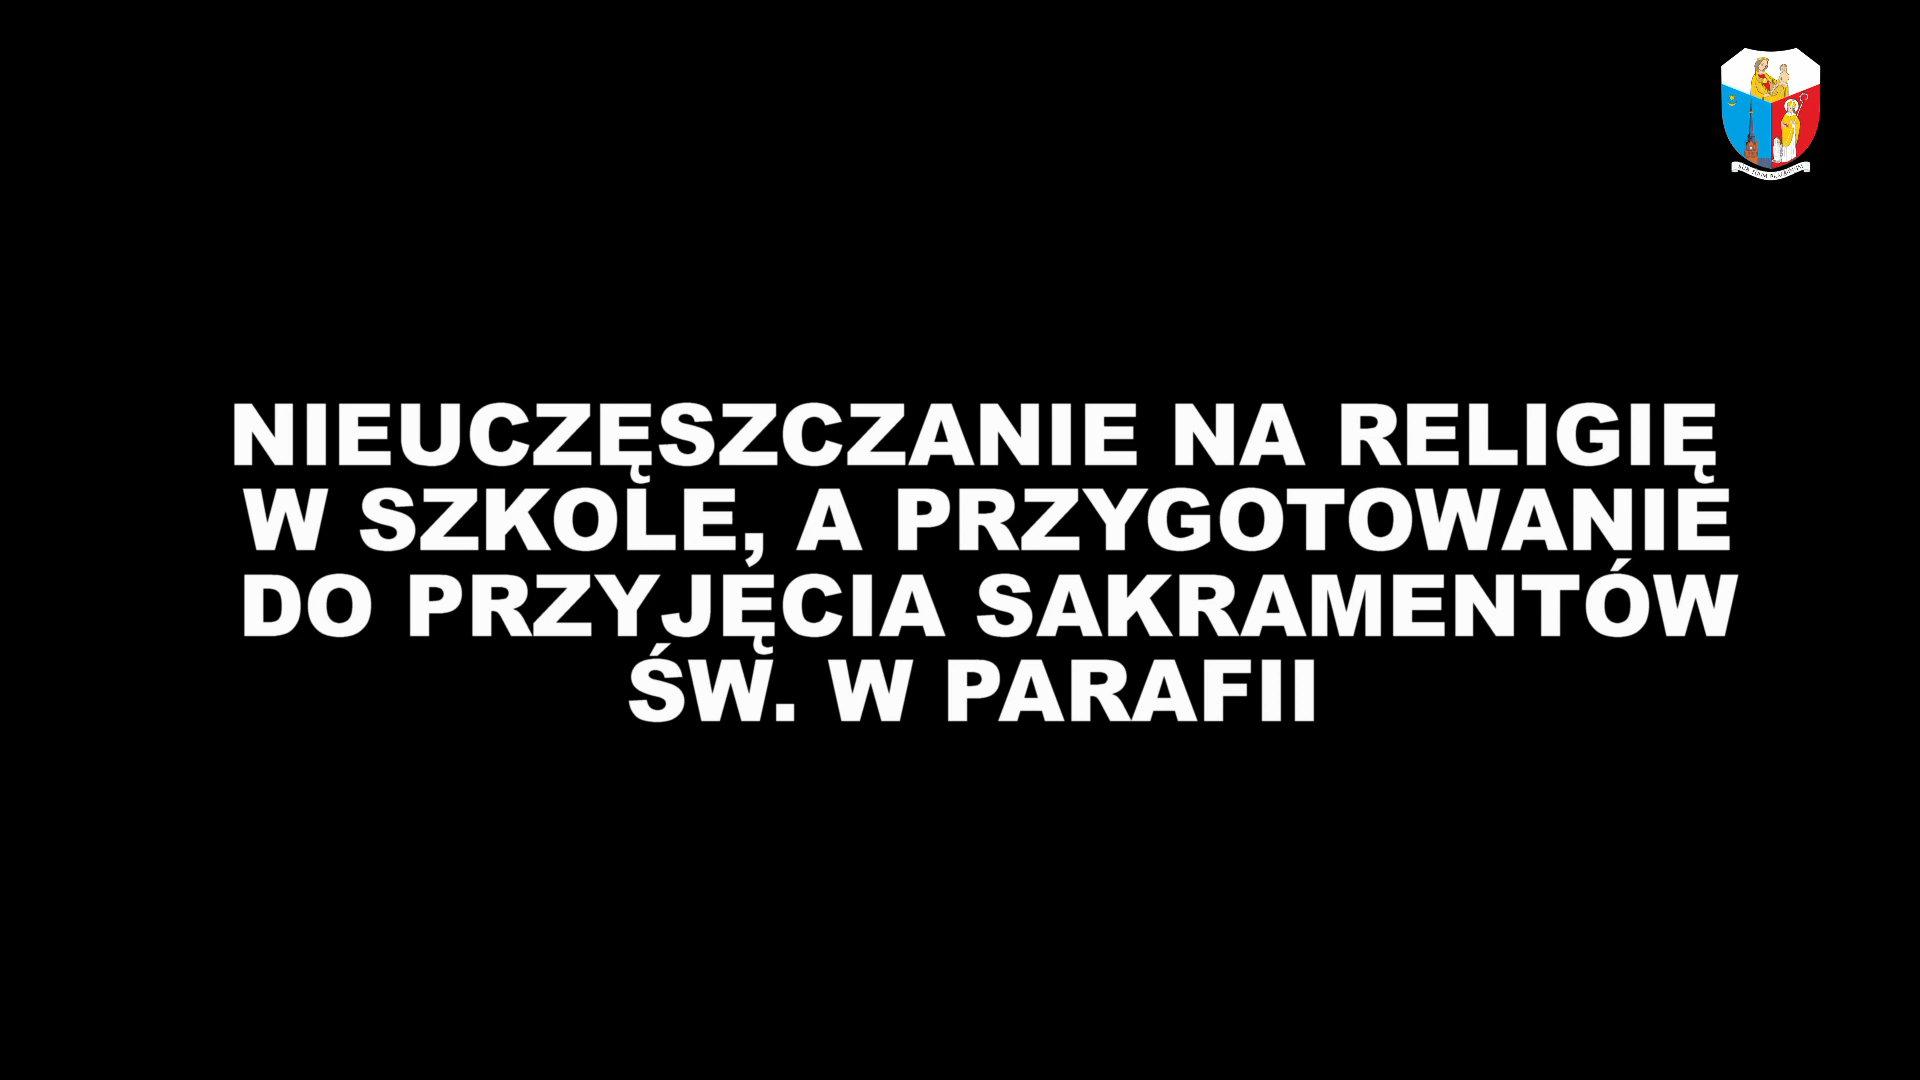 NIEUCZĘSZCZANIE NA RELIGIĘ
W SZKOLE, A PRZYGOTOWANIE
DO PRZYJĘCIA SAKRAMENTÓW
ŚW. W PARAFII